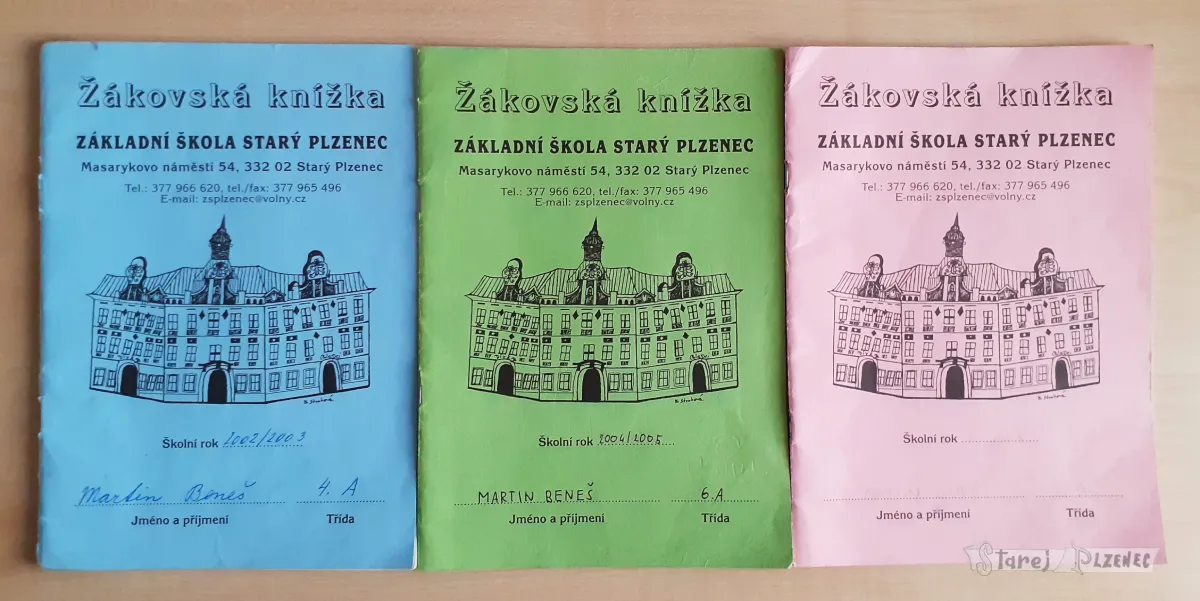 Žákovská knížka
ZÁKLADNÍ ŠKOLA STARÝ PLZENEC
Masarykovo náměstí 54, 332 02 Starý Plzenec
Tel.: 377 966 620, tel./fax: 377 965 496
E-mail: zsplzenec@volny.cz
Školní rok 2002/2003
Martin Beneš 4. A
Jméno a příjmení Třída
Žákovská knížka
ZÁKLADNÍ ŠKOLA STARÝ PLZENEC
Masarykovo náměstí 54, 332 02 Starý Plzenec
Tel.: 377 966 620, tel./fax: 377 965 496
E-mail: zsplzenec@volny.cz
Školní rok 2004/2005
MARTIN BENEŠ 6.A
Jméno a příjmení Třída
Žákovská knížka
ZÁKLADNÍ ŠKOLA STARÝ PLZENEC
Masarykovo náměstí 54, 332 02 Starý Plzenec
Tel.: 377 966 620, tel./fax: 377 965 496
E-mail: zsplzenec@volny.cz
Školní rok
Jméno a příjmení Třída
Starej PLZENEC